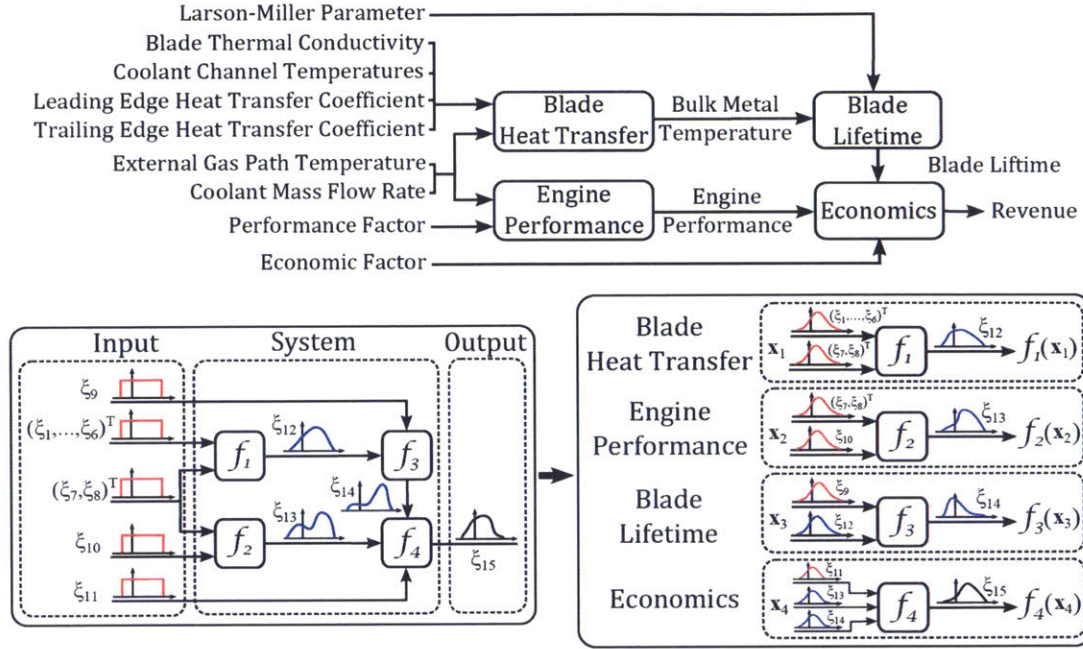 Larson-Miller Parameter
Blade Thermal Conductivity
Coolant Channel Temperatures
Leading Edge Heat Transfer Coefficient
Trailing Edge Heat Transfer Coefficient
External Gas Path Temperature
Coolant Mass Flow Rate
Performance Factor
Economic Factor
Blade
Heat Transfer
Bulk Metal
Temperature
Blade
Lifetime
Blade Liftime
Engine
Performance
Engine
Performance
Economics
Revenue
Input
System
Output
ξ9
(ξ1,...,ξ6)T
(ξ7,ξ8)T
ξ10
ξ11
f1
ξ12
f3
ξ14
f2
ξ13
f4
ξ15
Blade
Heat Transfer
x1
(ξ1,...,ξ6)T
(ξ7,ξ8)T
f1
ξ12
f1(x1)
Engine
Performance
x2
(ξ7,ξ8)T
ξ10
f2
ξ13
f2(x2)
Blade
Lifetime
x3
ξ9
ξ12
f3
ξ14
f3(x3)
Economics
x4
ξ11
ξ13
ξ14
f4
ξ15
f4(x4)